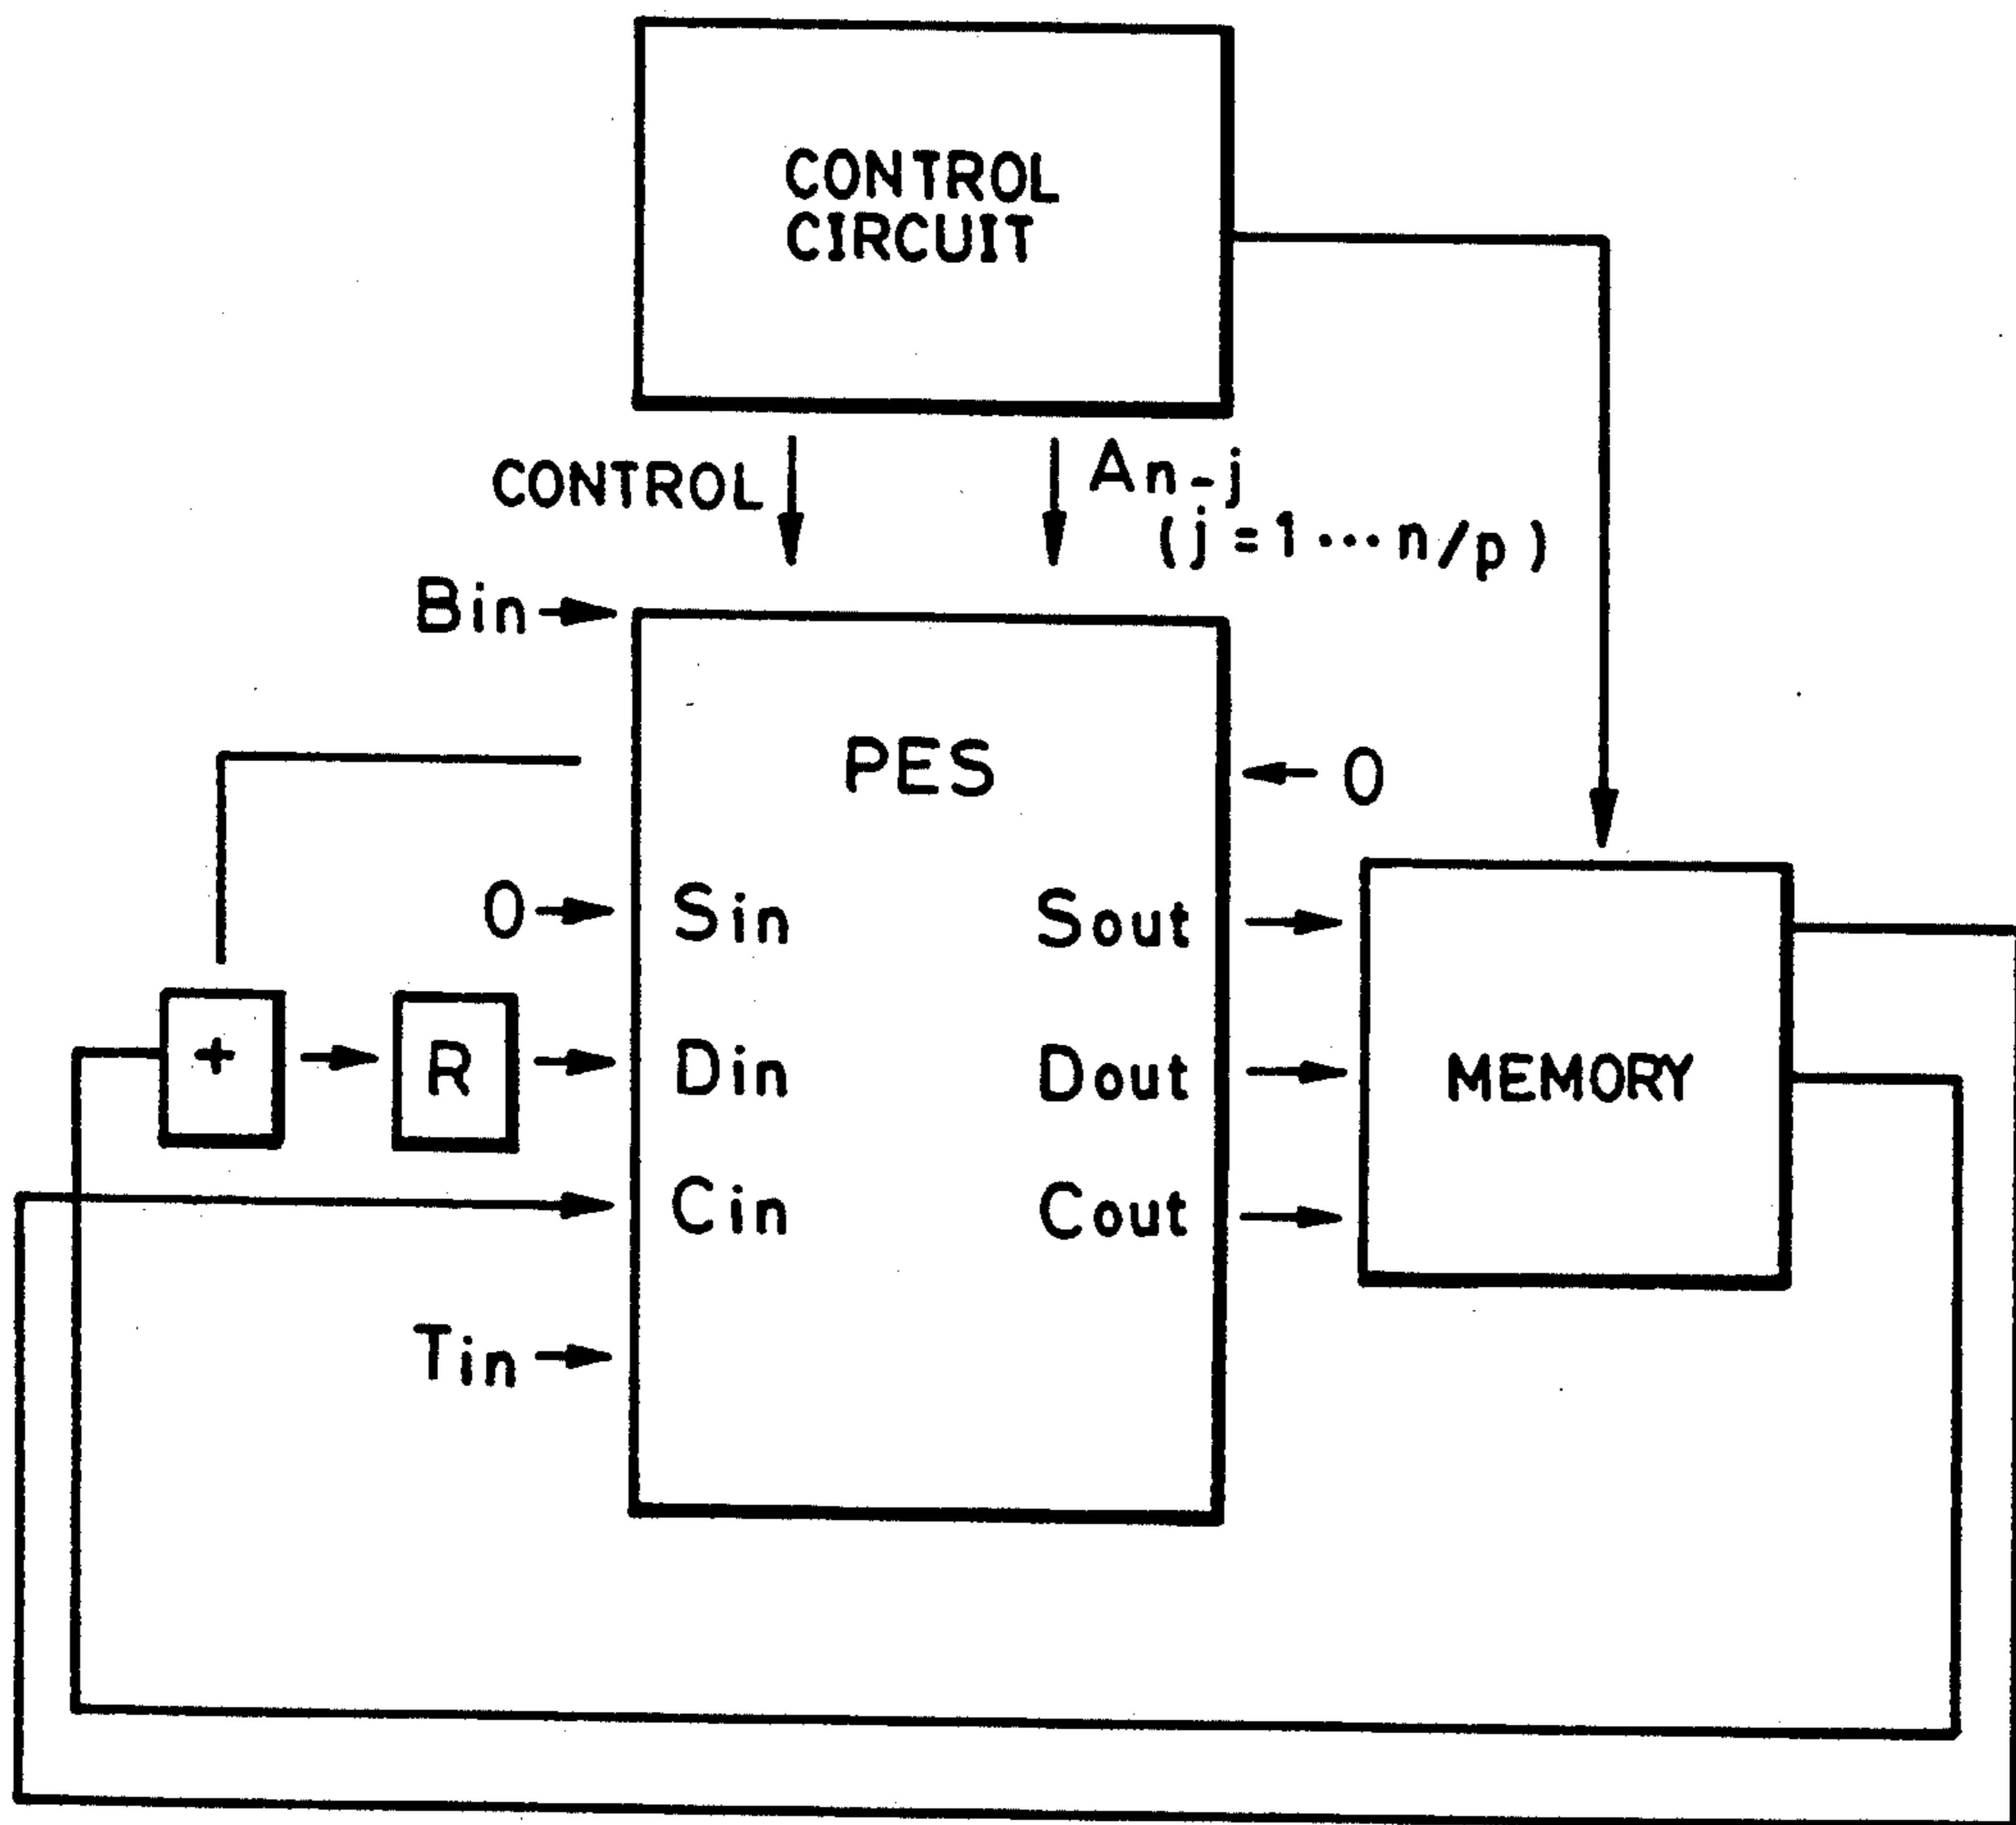 CONTROL
CIRCUIT
CONTROL
An-j
(j=1···n/p)
Bin
PES
0
0
Sin
Sout
+
R
Din
Dout
MEMORY
Cin
Cout
Tin